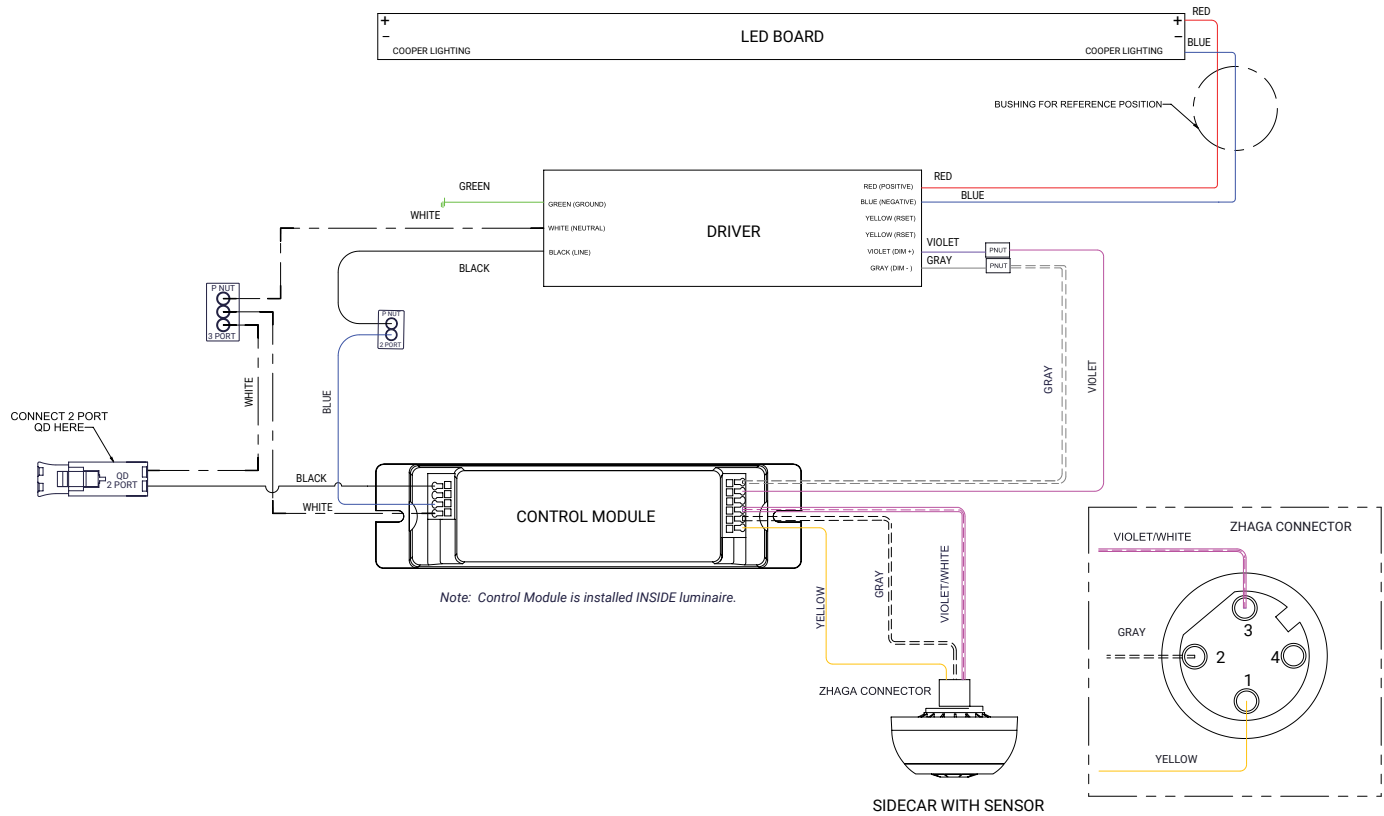 +
−
COOPER LIGHTING
LED BOARD
+
−
COOPER LIGHTING
RED
BLUE
BUSHING FOR REFERENCE POSITION
GREEN
WHITE
BLACK
GREEN (GROUND)
WHITE (NEUTRAL)
BLACK (LINE)
DRIVER
RED (POSITIVE)
BLUE (NEGATIVE)
YELLOW (RSET)
YELLOW (RSET)
VIOLET (DIM +)
GRAY (DIM - )
RED
BLUE
VIOLET
GRAY
PNUT
PNUT
P NUT
3 PORT
P NUT
2 PORT
WHITE
BLUE
GRAY
VIOLET
CONNECT 2 PORT
QD HERE
QD
2 PORT
BLACK
WHITE
CONTROL MODULE
Note: Control Module is installed INSIDE luminaire.
YELLOW
GRAY
VIOLET/WHITE
ZHAGA CONNECTOR
SIDECAR WITH SENSOR
ZHAGA CONNECTOR
VIOLET/WHITE
GRAY
YELLOW
3
2
4
1